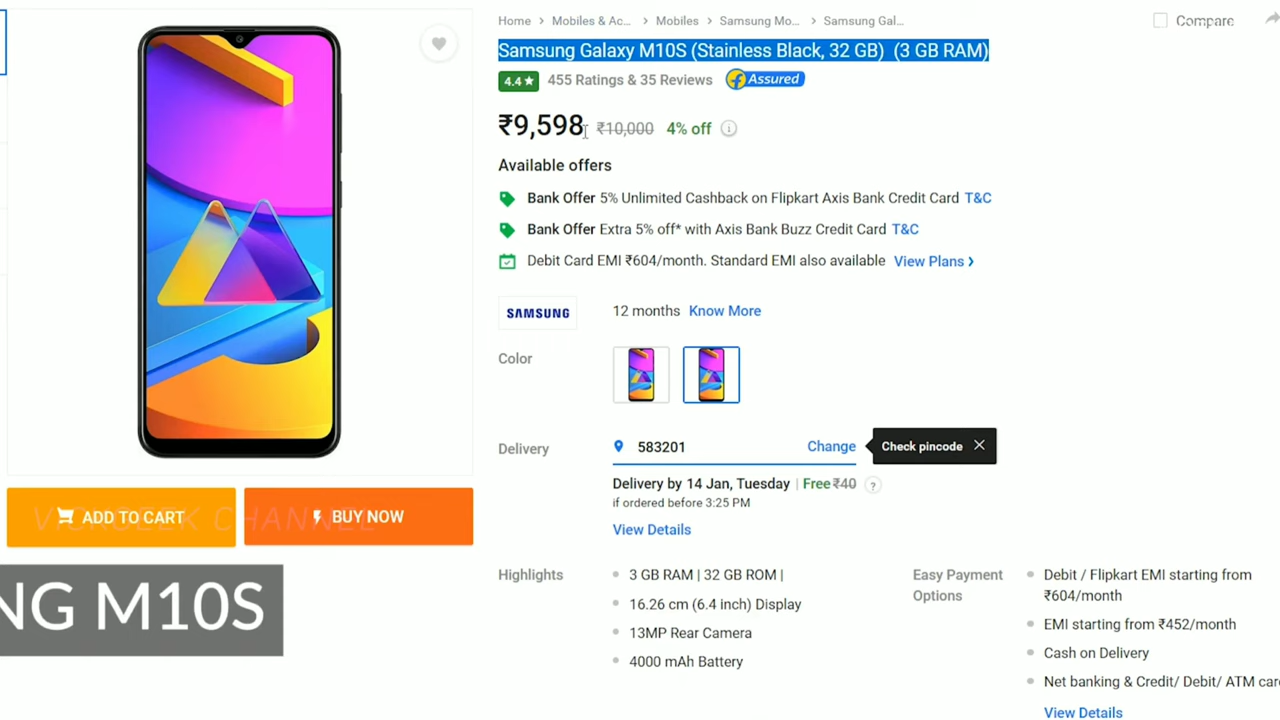 Home > Mobiles & Ac... > Mobiles > Samsung Mo... > Samsung Gal...
Compare
Samsung Galaxy M10S (Stainless Black, 32 GB) (3 GB RAM)
4.4★ 455 Ratings & 35 Reviews Assured
₹9,598 ₹10,000 4% off
Available offers
Bank Offer 5% Unlimited Cashback on Flipkart Axis Bank Credit Card T&C
Bank Offer Extra 5% off* with Axis Bank Buzz Credit Card T&C
Debit Card EMI ₹604/month. Standard EMI also available View Plans >
SAMSUNG 12 months Know More
Color
Delivery 583201 Change Check pincode
Delivery by 14 Jan, Tuesday | Free ₹40 ?
if ordered before 3:25 PM
View Details
ADD TO CART BUY NOW
CHANNEL
NG M10S
Highlights
3 GB RAM | 32 GB ROM |
16.26 cm (6.4 inch) Display
13MP Rear Camera
4000 mAh Battery
Easy Payment
Options
Debit / Flipkart EMI starting from
₹604/month
EMI starting from ₹452/month
Cash on Delivery
Net banking & Credit/ Debit/ ATM car
View Details